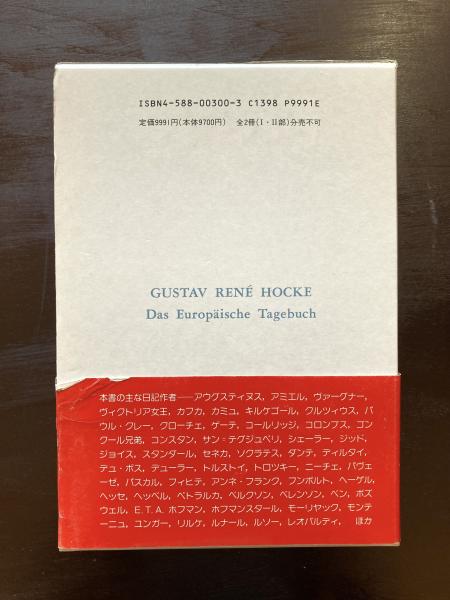 ISBN4-588-00300-3 C1398 P9991E
定価9991円(本体9700円) 全2冊(Ⅰ・Ⅱ部)分売不可
GUSTAV RENÉ HOCKE
Das Europäische Tagebuch
本書の主な日記作者──アウグスティヌス，アミエル，ヴァーグナー，
ヴィクトリア女王，カフカ，カミュ，キルケゴール，クルツィウス，パ
ウル・クレー，クローチェ，ゲーテ，コールリッジ，コロンブス，ゴン
クール兄弟，コンスタン，サン・テグジュペリ，シェーラー，ジッド，
ジョイス，スタンダール，セネカ，ソクラテス，ダンテ，ディルタイ，
デュ・ボス，デューラー，トルストイ，トロツキー，ニーチェ，パヴェ
ーゼ，パスカル，フィヒテ，アンネ・フランク，フンボルト，ヘーゲル，
ヘッセ，ヘッベル，ペトラルカ，ベルクソン，ベレンソン，ベン，ボズ
ウェル，E.T.A.ホフマン，ホフマンスタール，モーリヤック，モンテ
ーニュ，ユンガー，リルケ，ルナール，ルソー，レオパルディ， ほか